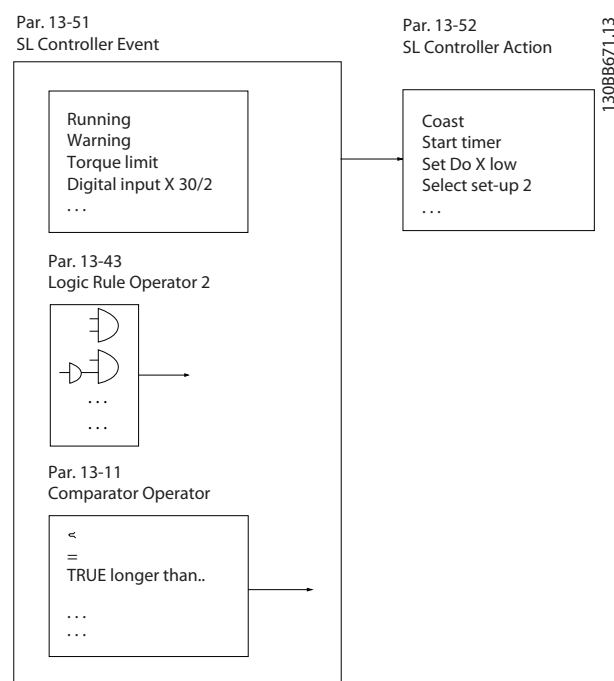 Par. 13-51
SL Controller Event
Par. 13-52
SL Controller Action
130BB671.13
Running
Warning
Torque limit
Digital input X 30/2
. . .
Coast
Start timer
Set Do X low
Select set-up 2
. . .
Par. 13-43
Logic Rule Operator 2
. . .
. . .
Par. 13-11
Comparator Operator
=
TRUE longer than..
. . .
. . .